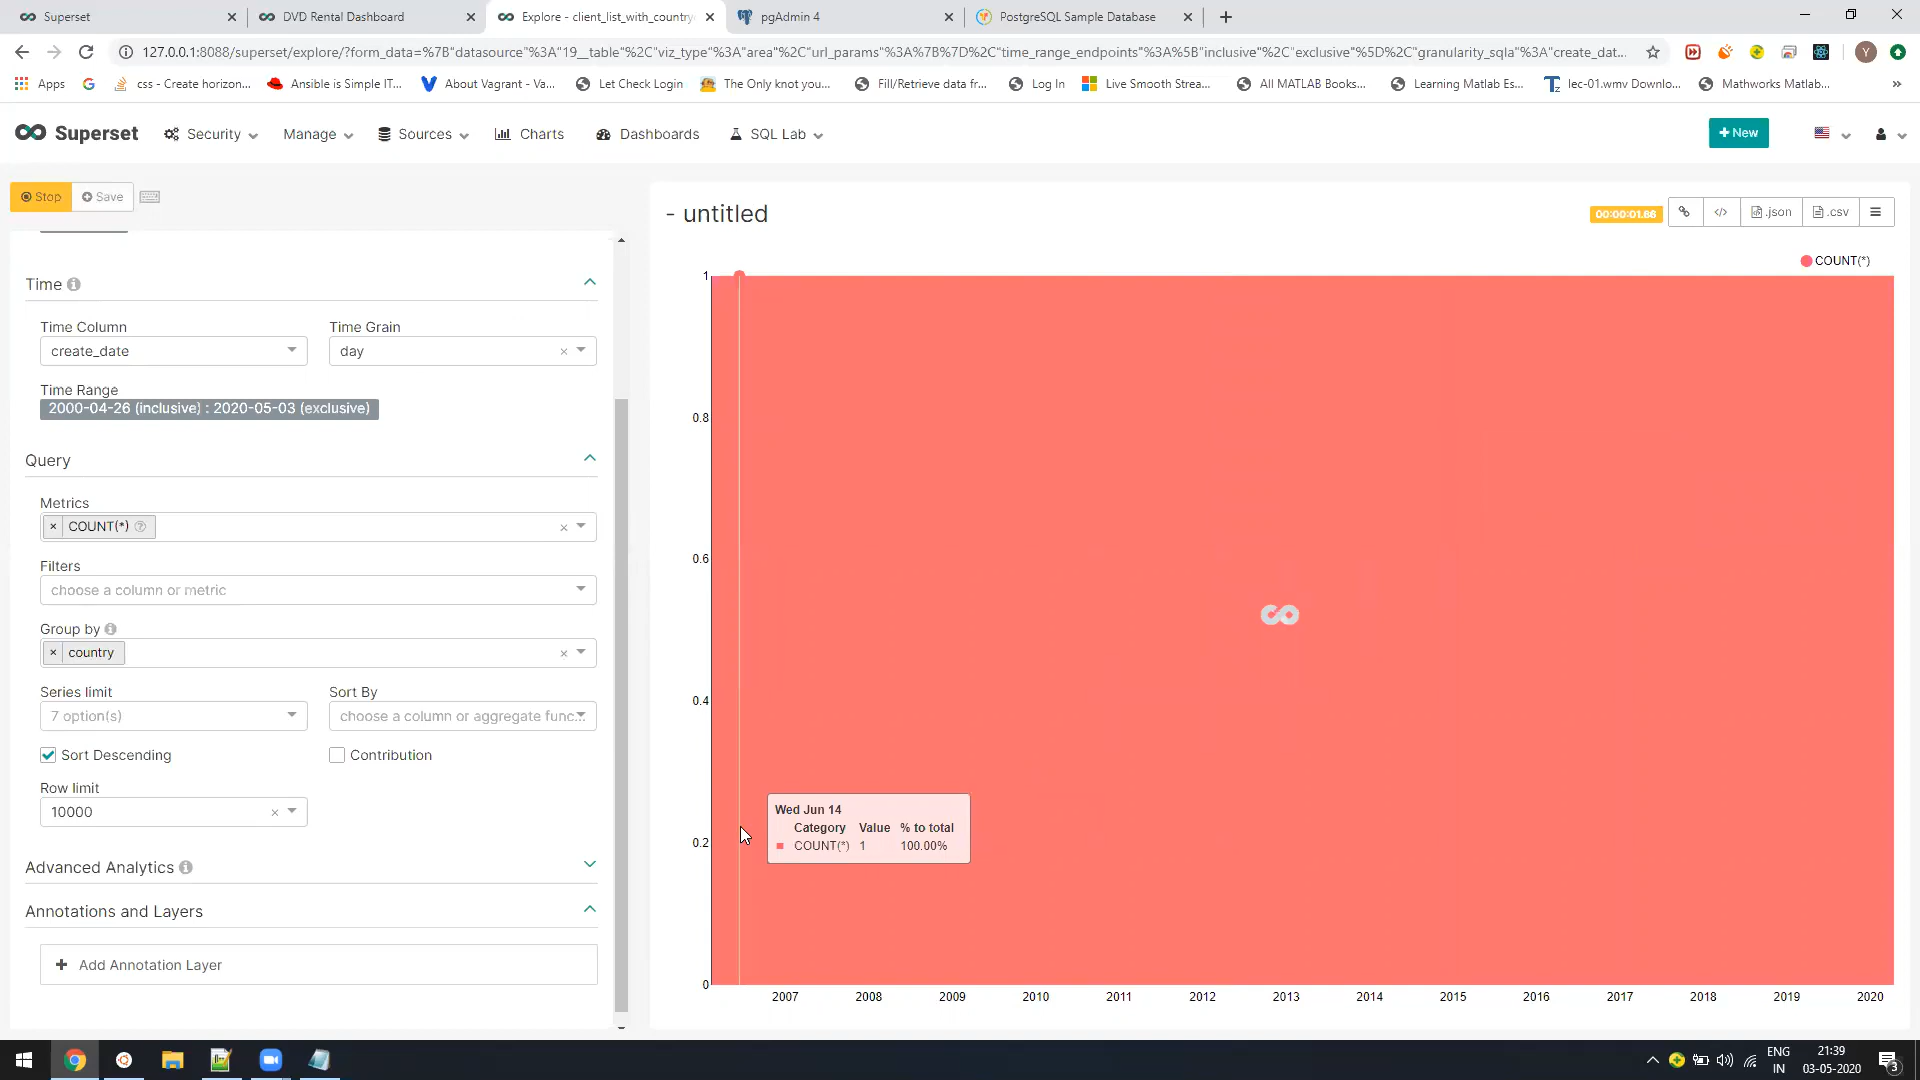 Superset
DVD Rental Dashboard
Explore - client_list_with_country
pgAdmin 4
PostgreSQL Sample Database
127.0.0.1:8088/superset/explore/?form_data=%7B"datasource"%3A"19__table"%2C"viz_type"%3A"area"%2C"url_params"%3A%7B%7D%2C"time_range_endpoints"%3A%5B"inclusive"%2C"exclusive"%5D%2C"granularity_sqla"%3A"create_dat...
Y
Apps
css - Create horizon...
Ansible is Simple IT...
About Vagrant - Va...
Let Check Login
The Only knot you...
Fill/Retrieve data fr...
Log In
Live Smooth Strea...
All MATLAB Books...
Learning Matlab Es...
lec-01.wmv Downlo...
Mathworks Matlab...
»
Superset
Security
Manage
Sources
Charts
Dashboards
SQL Lab
+ New
Stop
Save
- untitled
00:00:01.86
</>
.json
.csv
Time
Time Column
Time Grain
create_date
day
Time Range
2000-04-26 (inclusive) : 2020-05-03 (exclusive)
Query
Metrics
× COUNT(*)
Filters
choose a column or metric
Group by
× country
Series limit
Sort By
7 option(s)
choose a column or aggregate func...
Sort Descending
Contribution
Row limit
10000
Advanced Analytics
Annotations and Layers
+ Add Annotation Layer
COUNT(*)
1
0.8
0.6
0.4
0.2
0
Wed Jun 14
Category Value % to total
COUNT(*) 1 100.00%
2007 2008 2009 2010 2011 2012 2013 2014 2015 2016 2017 2018 2019 2020
ENG
IN
21:39
03-05-2020
3